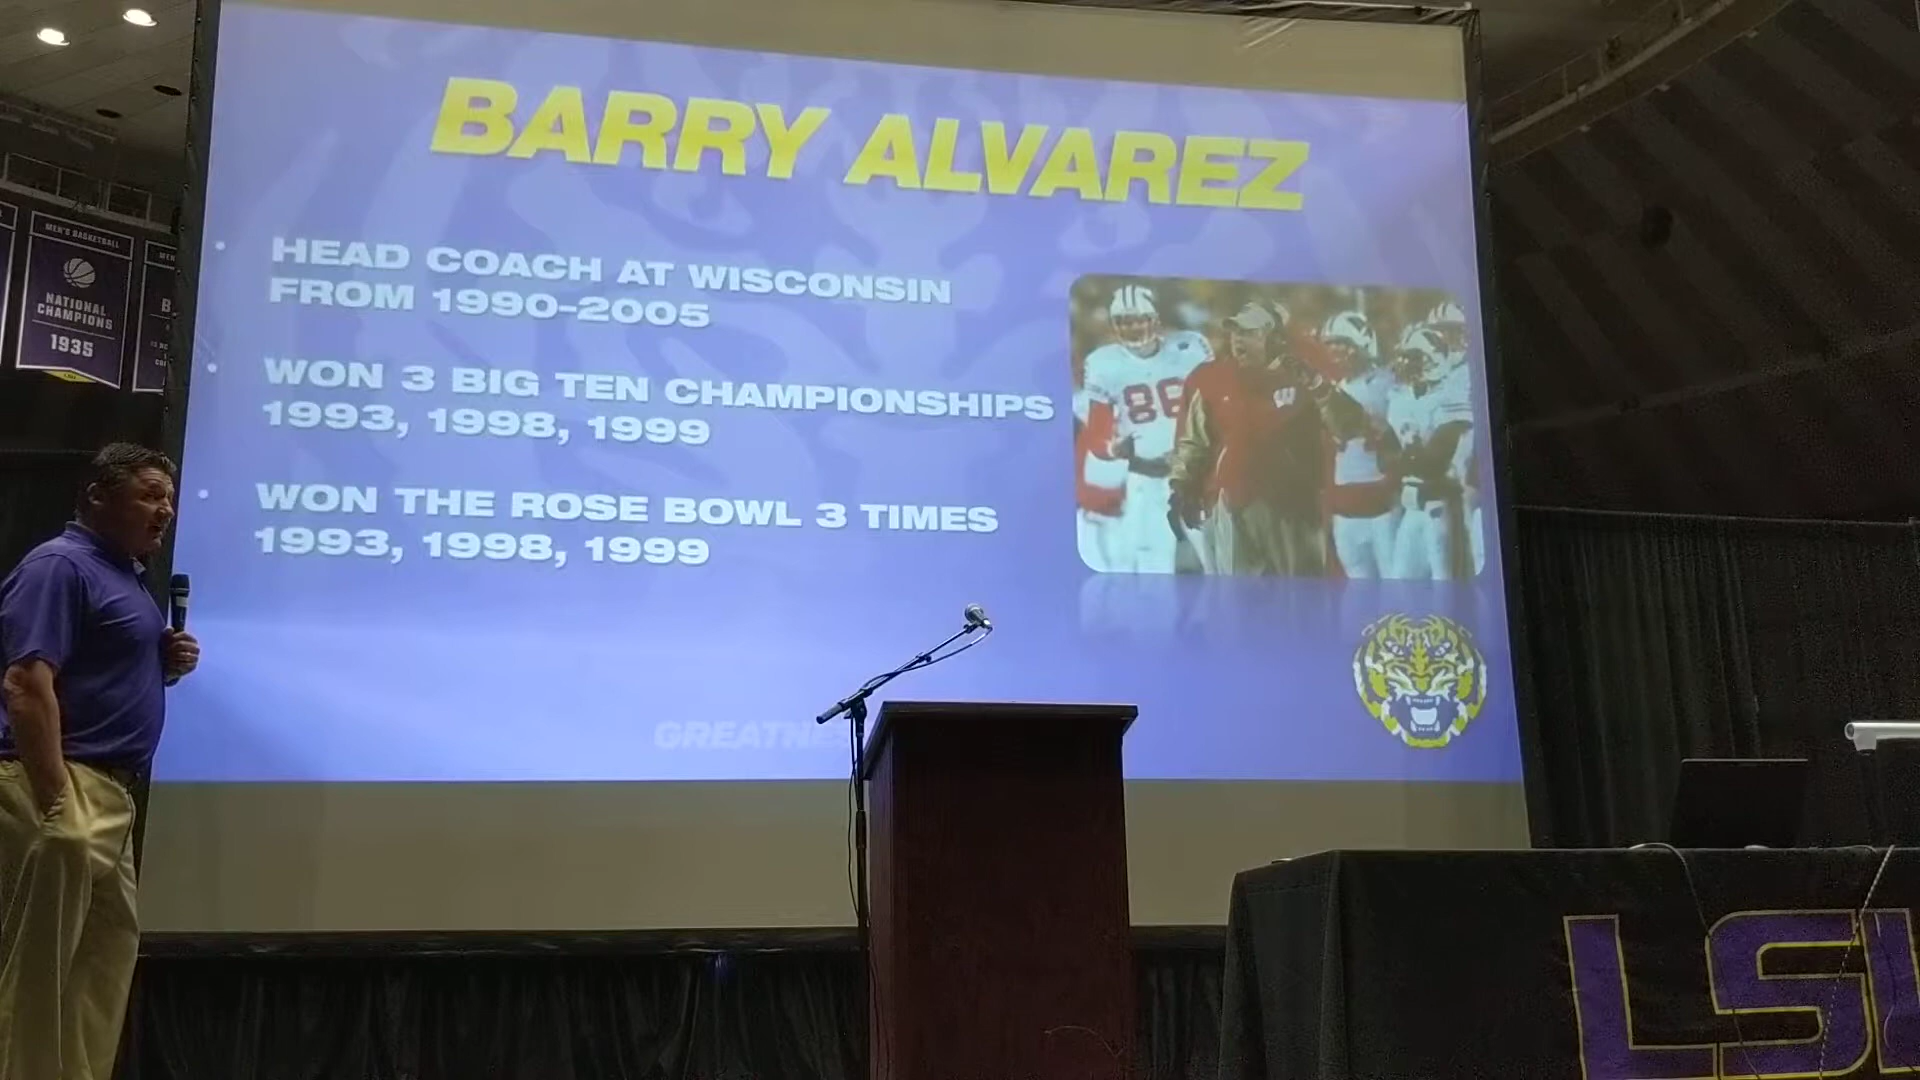 BARRY ALVAREZ
HEAD COACH AT WISCONSIN
FROM 1990-2005
WON 3 BIG TEN CHAMPIONSHIPS
1993, 1998, 1999
WON THE ROSE BOWL 3 TIMES
1993, 1998, 1999
86
W
MEN'S BASKETBALL
NATIONAL
CHAMPIONS
1935
LSU